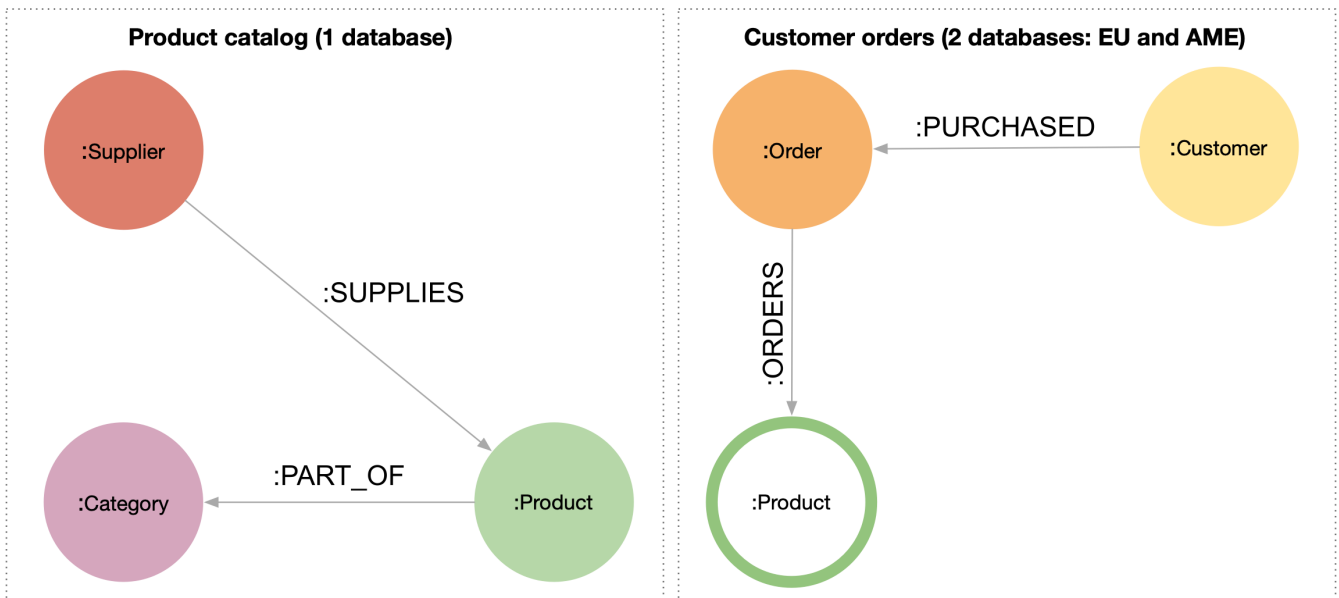 Product catalog (1 database)
:Supplier
:SUPPLIES
:Category
:PART_OF
:Product
Customer orders (2 databases: EU and AME)
:Order
:PURCHASED
:Customer
:ORDERS
:Product